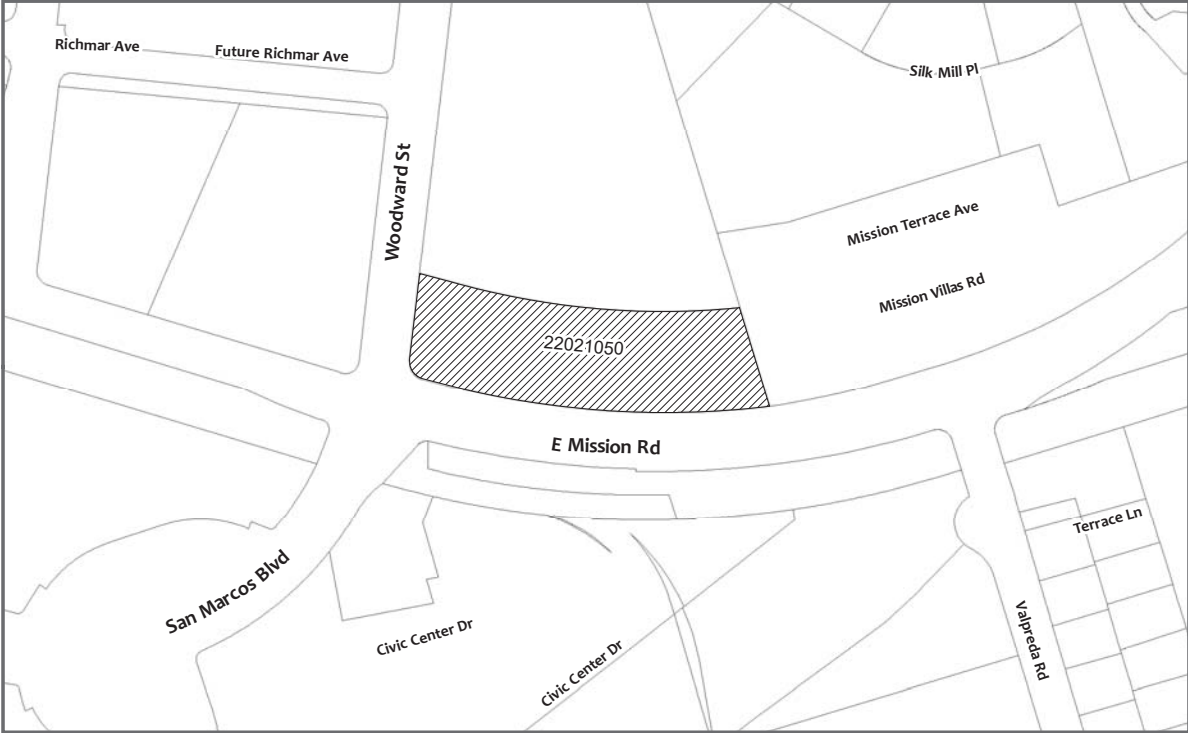 Richmar Ave
Future Richmar Ave
Silk Mill Pl
Woodward St
Mission Terrace Ave
Mission Villas Rd
22021050
E Mission Rd
Terrace Ln
San Marcos Blvd
Civic Center Dr
Civic Center Dr
Valpreda Rd